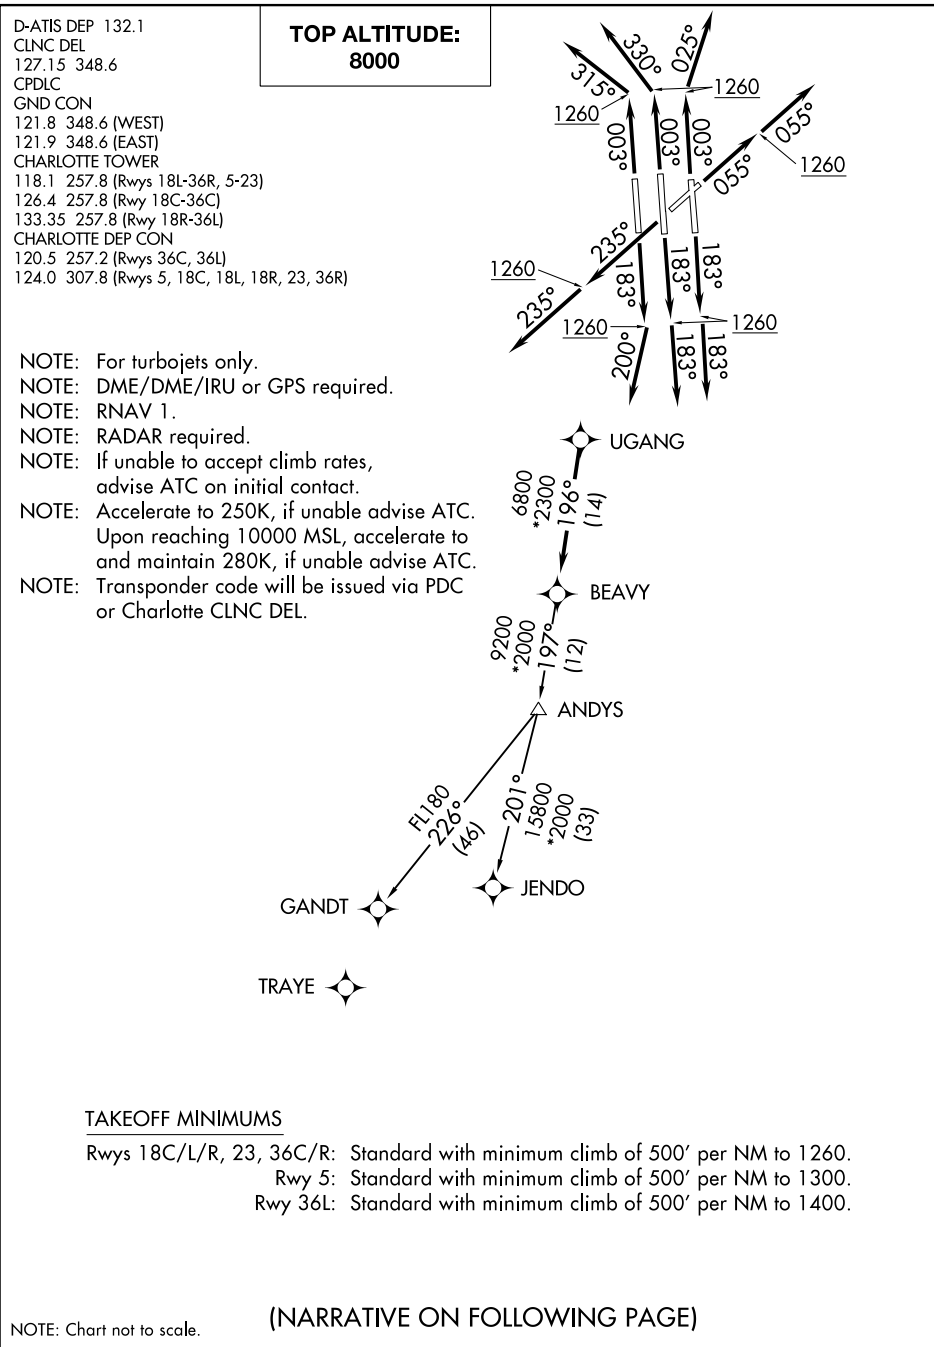 D-ATIS DEP 132.1
CLNC DEL
127.15 348.6
CPDLC
GND CON
121.8 348.6 (WEST)
121.9 348.6 (EAST)
CHARLOTTE TOWER
118.1 257.8 (Rwys 18L-36R, 5-23)
126.4 257.8 (Rwy 18C-36C)
133.35 257.8 (Rwy 18R-36L)
CHARLOTTE DEP CON
120.5 257.2 (Rwys 36C, 36L)
124.0 307.8 (Rwys 5, 18C, 18L, 18R, 23, 36R)
TOP ALTITUDE:
8000
315°
330°
025°
1260
1260
003°
003°
003°
055°
055°
1260
235°
235°
1260
183°
183°
183°
1260
1260
200°
183°
183°
NOTE: For turbojets only.
NOTE: DME/DME/IRU or GPS required.
NOTE: RNAV 1.
NOTE: RADAR required.
NOTE: If unable to accept climb rates,
advise ATC on initial contact.
NOTE: Accelerate to 250K, if unable advise ATC.
Upon reaching 10000 MSL, accelerate to
and maintain 280K, if unable advise ATC.
NOTE: Transponder code will be issued via PDC
or Charlotte CLNC DEL.
UGANG
6800
*2300
196°
(14)
BEAVY
9200
*2000
197°
(12)
ANDYS
FL180
226°
(46)
201°
15800
*2000
(33)
GANDT
JENDO
TRAYE
TAKEOFF MINIMUMS
Rwys 18C/L/R, 23, 36C/R: Standard with minimum climb of 500' per NM to 1260.
Rwy 5: Standard with minimum climb of 500' per NM to 1300.
Rwy 36L: Standard with minimum climb of 500' per NM to 1400.
(NARRATIVE ON FOLLOWING PAGE)
NOTE: Chart not to scale.